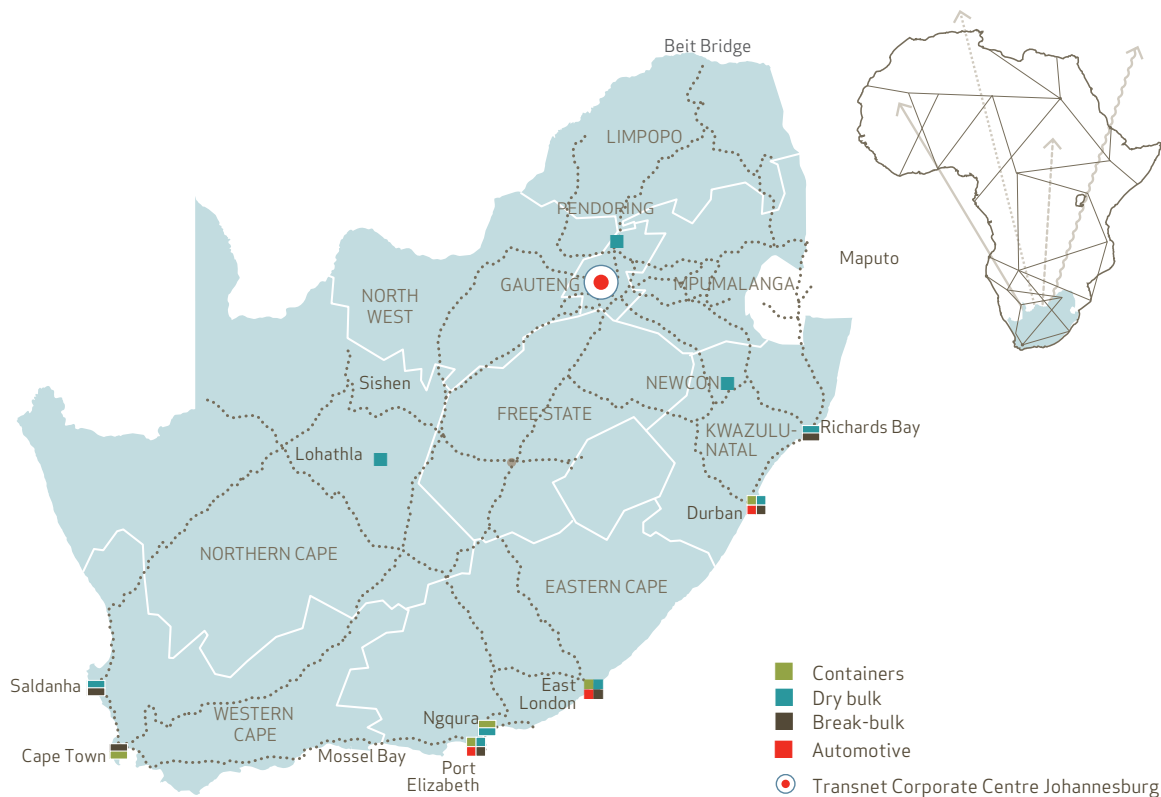 Beit Bridge
LIMPOPO
PENDORING
Maputo
GAUTENG
MPUMALANGA
NORTH
WEST
Sishen
NEWCON
FREE STATE
KWAZULU-
NATAL
Richards Bay
Lohathla
Durban
NORTHERN CAPE
EASTERN CAPE
Saldanha
East
London
WESTERN
CAPE
Ngqura
Cape Town
Mossel Bay
Port
Elizabeth
Containers
Dry bulk
Break-bulk
Automotive
Transnet Corporate Centre Johannesburg